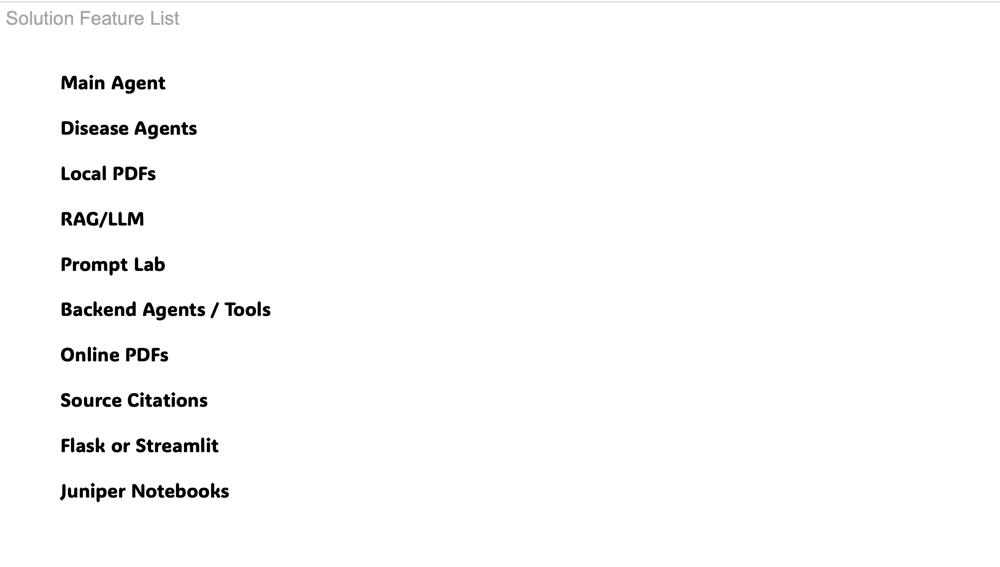 Solution Feature List
Main Agent
Disease Agents
Local PDFs
RAG/LLM
Prompt Lab
Backend Agents / Tools
Online PDFs
Source Citations
Flask or Streamlit
Juniper Notebooks